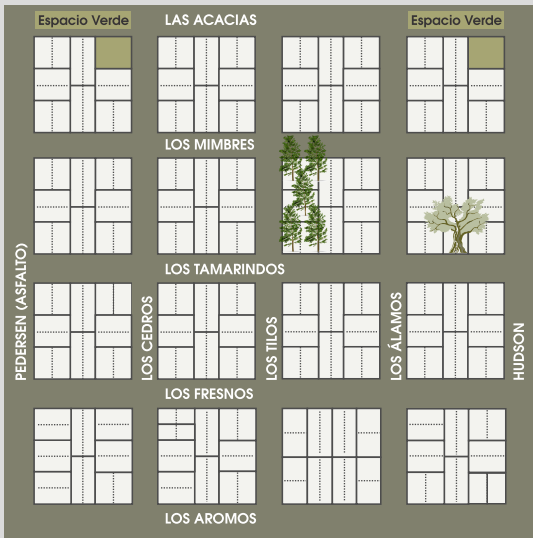 Espacio Verde
LAS ACACIAS
Espacio Verde
LOS MIMBRES
LOS TAMARINDOS
PEDERSEN (ASFALTO)
LOS CEDROS
LOS TILOS
LOS ÁLAMOS
HUDSON
LOS FRESNOS
LOS AROMOS